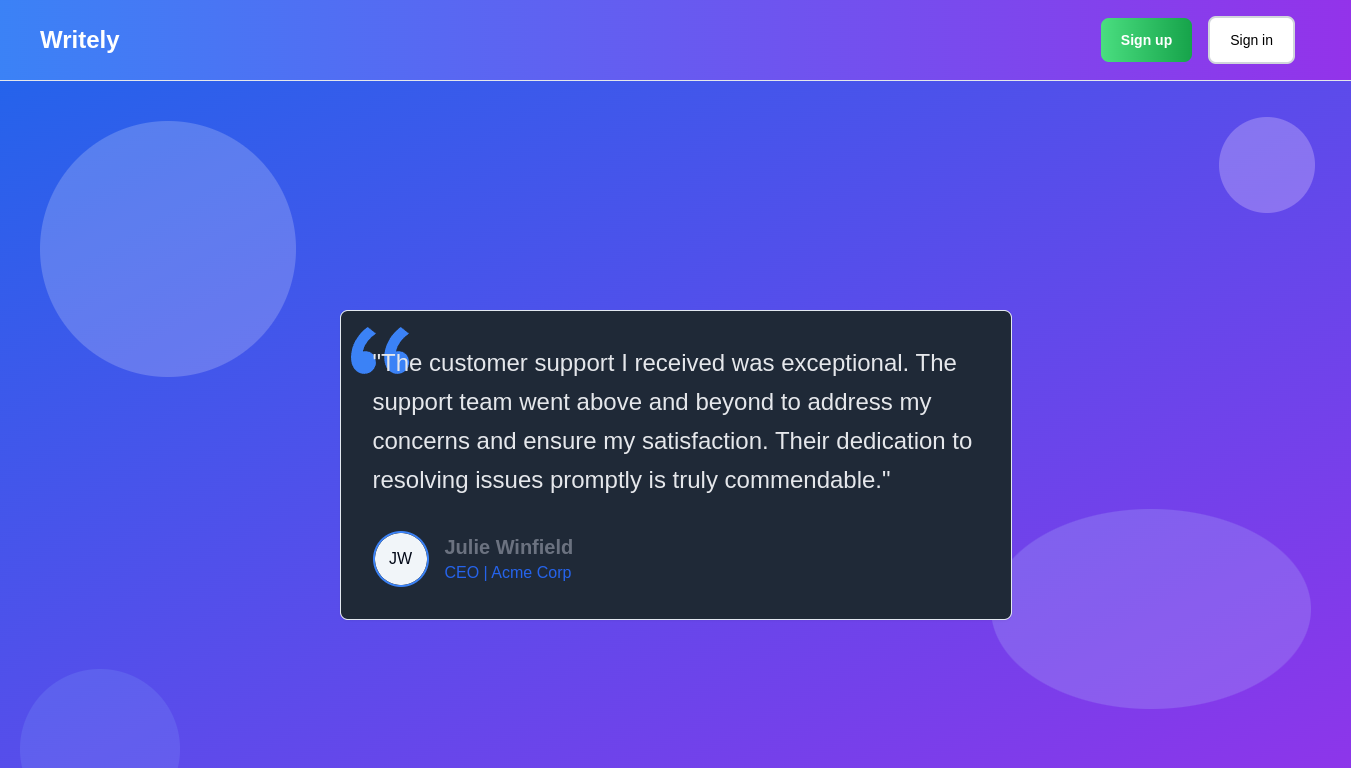 Writely
Sign up
Sign in
"The customer support I received was exceptional. The
support team went above and beyond to address my
concerns and ensure my satisfaction. Their dedication to
resolving issues promptly is truly commendable."
JW
Julie Winfield
CEO | Acme Corp